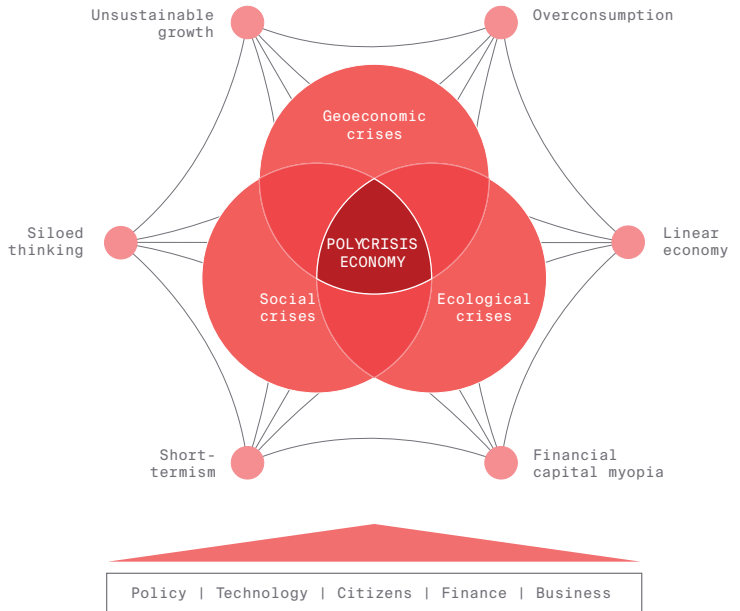 Unsustainable
growth
Overconsumption
Geoeconomic
crises
Siloed
thinking
POLYCRISIS
ECONOMY
Linear
economy
Social
crises
Ecological
crises
Short-
termism
Financial
capital myopia
Policy | Technology | Citizens | Finance | Business